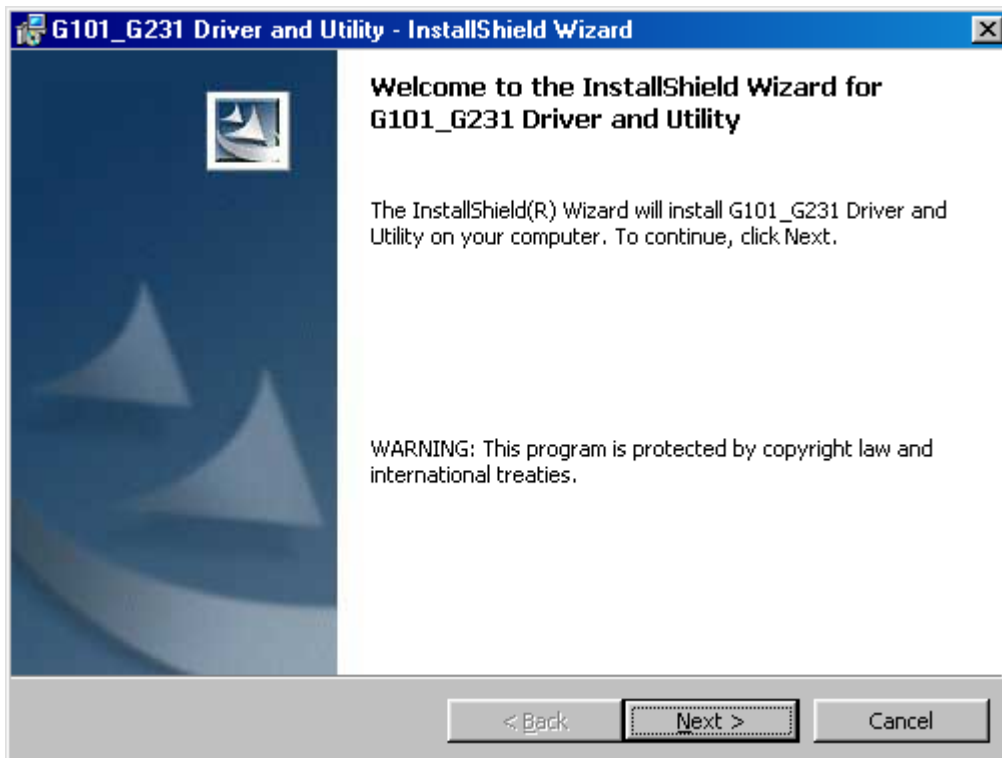 G101_G231 Driver and Utility - InstallShield Wizard
Welcome to the InstallShield Wizard for
G101_G231 Driver and Utility
The InstallShield(R) Wizard will install G101_G231 Driver and
Utility on your computer. To continue, click Next.
WARNING: This program is protected by copyright law and
international treaties.
< Back
Next >
Cancel